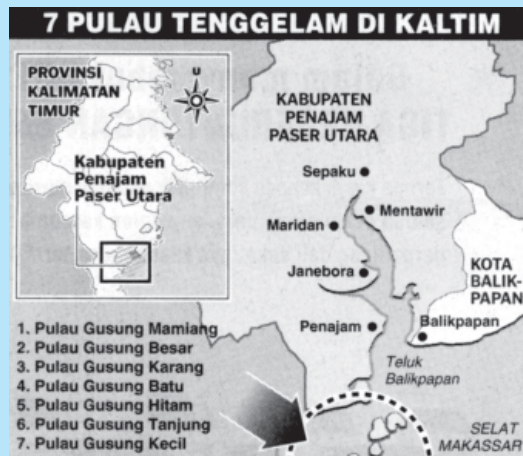 7 PULAU TENGGELAM DI KALTIM
PROVINSI
KALIMATAN
TIMUR
U
Kabupaten
Penajam
Paser Utara
KABUPATEN
PENAJAM
PASER UTARA
Sepaku
Mentawir
Maridan
Janebora
KOTA
BALIK-
PAPAN
Penajam
Balikpapan
Teluk
Balikpapan
1. Pulau Gusung Mamiang
2. Pulau Gusung Besar
3. Pulau Gusung Karang
4. Pulau Gusung Batu
5. Pulau Gusung Hitam
6. Pulau Gusung Tanjung
7. Pulau Gusung Kecil
SELAT
MAKASSAR